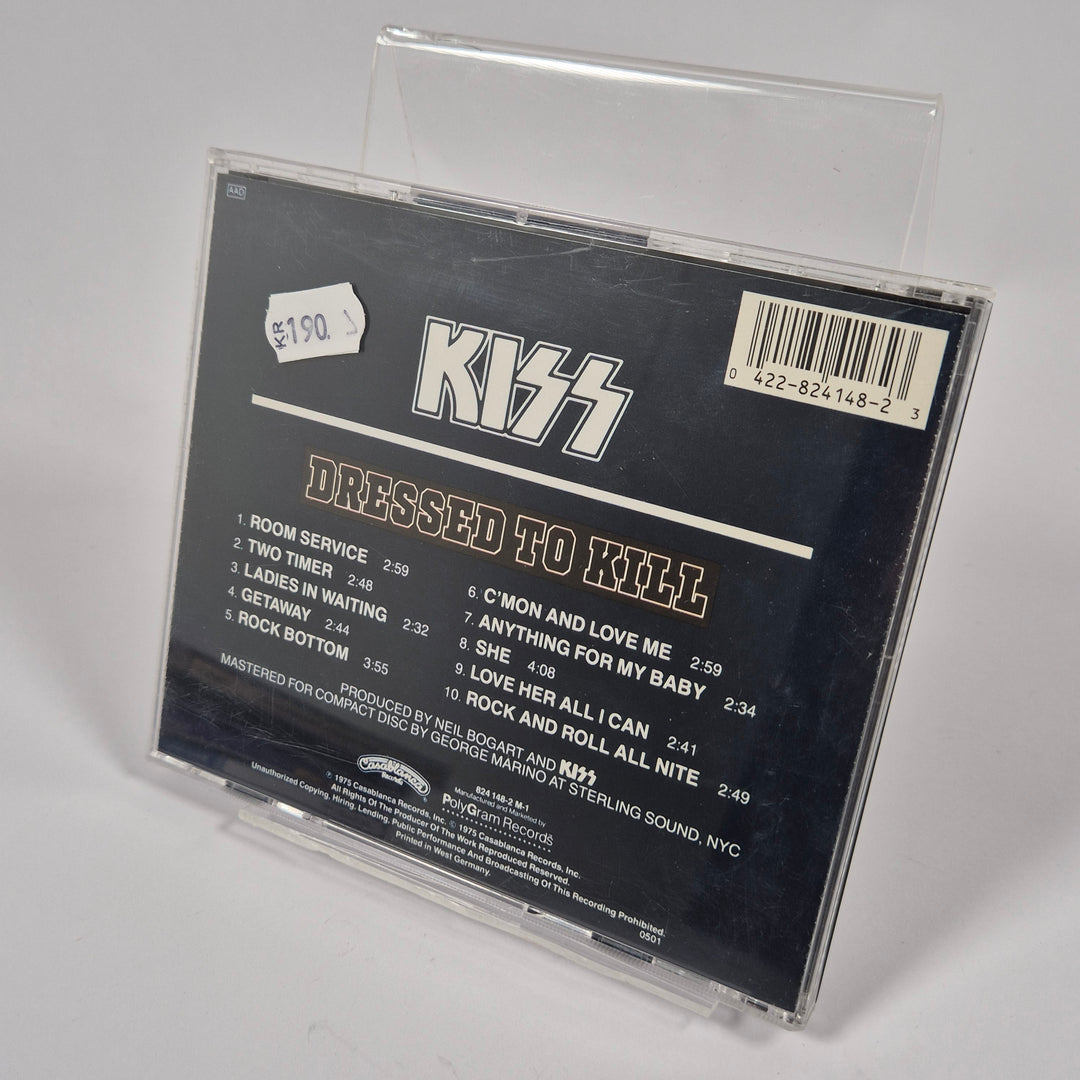 AAD
KR 190.
KISS
0 422-824148-2 3
DRESSED TO KILL
1. ROOM SERVICE 2:59
2. TWO TIMER 2:48
3. LADIES IN WAITING 2:32
4. GETAWAY 2:44
5. ROCK BOTTOM 3:55
6. C'MON AND LOVE ME 2:59
7. ANYTHING FOR MY BABY 2:34
8. SHE 4:08
9. LOVE HER ALL I CAN 2:41
10. ROCK AND ROLL ALL NITE 2:49
PRODUCED BY NEIL BOGART AND KISS
MASTERED FOR COMPACT DISC BY GEORGE MARINO AT STERLING SOUND, NYC
Casablanca
Records
824 148-2 M-1
Manufactured and Marketed by
PolyGram Records
℗ 1975 Casablanca Records, Inc. © 1975 Casablanca Records, Inc.
All Rights Of The Producer Of The Work Reproduced Reserved.
Unauthorized Copying, Hiring, Lending, Public Performance And Broadcasting Of This Recording Prohibited.
Printed in West Germany.
0501